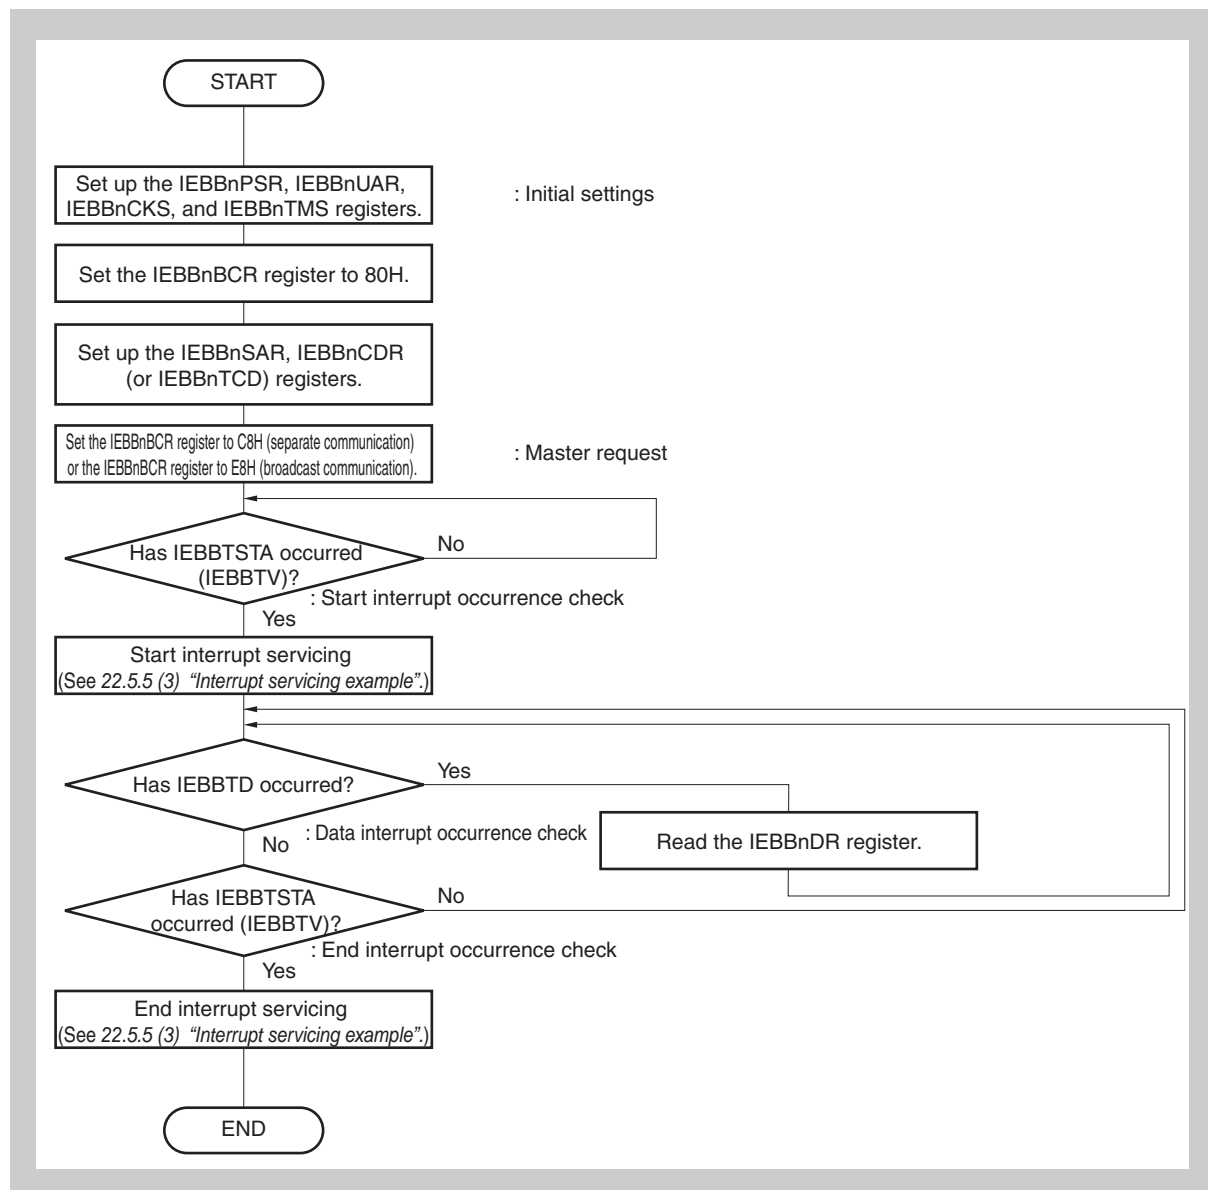 START
Set up the IEBBnPSR, IEBBnUAR,
IEBBnCKS, and IEBBnTMS registers.
: Initial settings
Set the IEBBnBCR register to 80H.
Set up the IEBBnSAR, IEBBnCDR
(or IEBBnTCD) registers.
Set the IEBBnBCR register to C8H (separate communication)
or the IEBBnBCR register to E8H (broadcast communication).
: Master request
Has IEBBTSTA occurred
(IEBBTV)?
No
: Start interrupt occurrence check
Yes
Start interrupt servicing
(See 22.5.5 (3) “Interrupt servicing example”.)
Has IEBBTD occurred?
Yes
: Data interrupt occurrence check
No
Read the IEBBnDR register.
Has IEBBTSTA
occurred (IEBBTV)?
No
: End interrupt occurrence check
Yes
End interrupt servicing
(See 22.5.5 (3) “Interrupt servicing example”.)
END